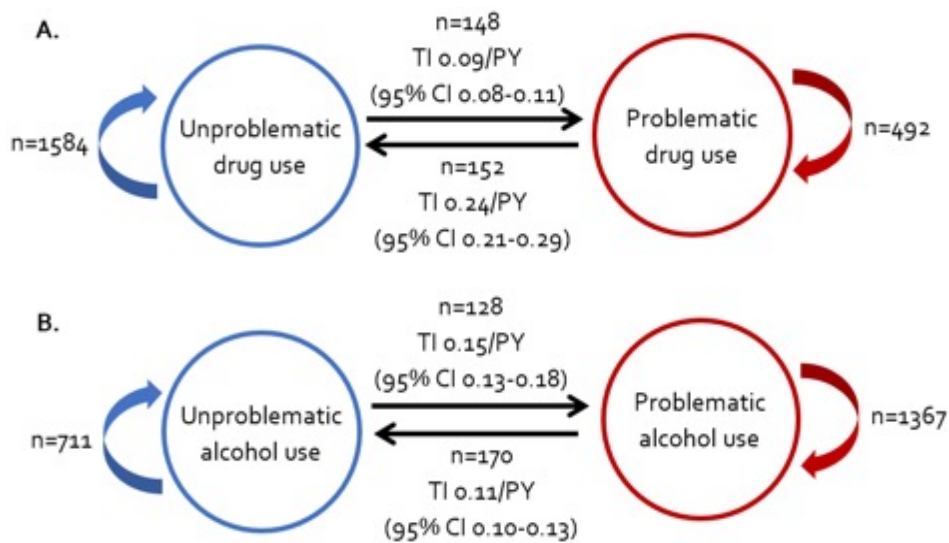 A.
n=148
TI 0.09/PY
(95% CI 0.08-0.11)
Unproblematic
drug use
Problematic
drug use
n=1584
n=492
n=152
TI 0.24/PY
(95% CI 0.21-0.29)
B.
n=128
TI 0.15/PY
(95% CI 0.13-0.18)
Unproblematic
alcohol use
Problematic
alcohol use
n=711
n=1367
n=170
TI 0.11/PY
(95% CI 0.10-0.13)